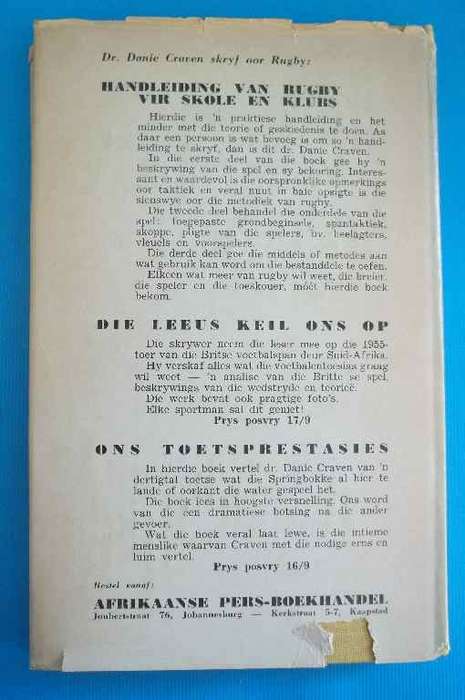 Dr. Danie Craven skryf oor Rugby:
HANDLEIDING VAN RUGBY
VIR SKOLE EN KLUBS
Hierdie is 'n praktiese handleiding en het
minder met die teorie of geskiedenis te doen. As
daar een persoon is wat bevoeg is om so 'n hand-
leiding te skryf, dan is dit dr. Danie Craven.
In die eerste deel van die boek gee hy 'n
beskrywing van die spel en sy bekoring. Interes-
sant en waardevol is die oorspronklike opmerkings
oor taktiek en veral nuut in baie opsigte is die
sienswyse oor die metodiek van rugby.
Die tweede deel behandel die onderdele van die
spel: toegepaste grondbeginsels, spantaktiek,
skoppe, pligte van die spelers, bv. heelagters,
vleuels en voorspelers.
Die derde deel gee die middels of metodes aan
wat gebruik kan word om die bestanddele te oefen.
Elkeen wat meer van rugby wil weet, die breier,
die speler en die toeskouer, móét hierdie boek
bekom.
DIE LEEUS KEIL ONS OP
Die skrywer neem die leser mee op die 1955-
toer van die Britse voetbalspan deur Suid-Afrika.
Hy verskaf alles wat die voetbalentoesias graag
wil weet — 'n analise van die Britte se spel,
beskrywings van die wedstryde en teorieë.
Die werk bevat ook pragtige foto's.
Elke sportman sal dit geniet!
Prys posvry 17/9
ONS TOETSPRESTASIES
In hierdie boek vertel dr. Danie Craven van 'n
dertigtal toetse wat die Springbokke al hier te
lande of oorkant die water gespeel het.
Die boek lees in hoogste versnelling. Ons word
van die een dramatiese botsing na die ander
gevoer.
Wat die boek veral laat lewe, is die intieme
menslike waarvan Craven met die nodige erns en
luim vertel.
Prys posvry 16/9
Bestel vanaf:
AFRIKAANSE PERS-BOEKHANDEL
Joubertstraat 76, Johannesburg — Kerkstraat 5-7, Kaapstad